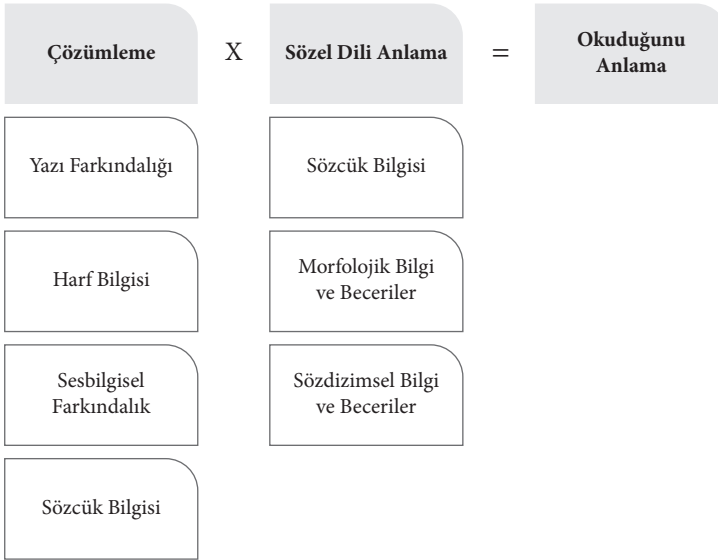 Çözümleme X Sözel Dili Anlama = Okuduğunu
Anlama
Yazı Farkındalığı
Sözcük Bilgisi
Harf Bilgisi
Morfolojik Bilgi
ve Beceriler
Sesbilgisel
Farkındalık
Sözdizimsel Bilgi
ve Beceriler
Sözcük Bilgisi